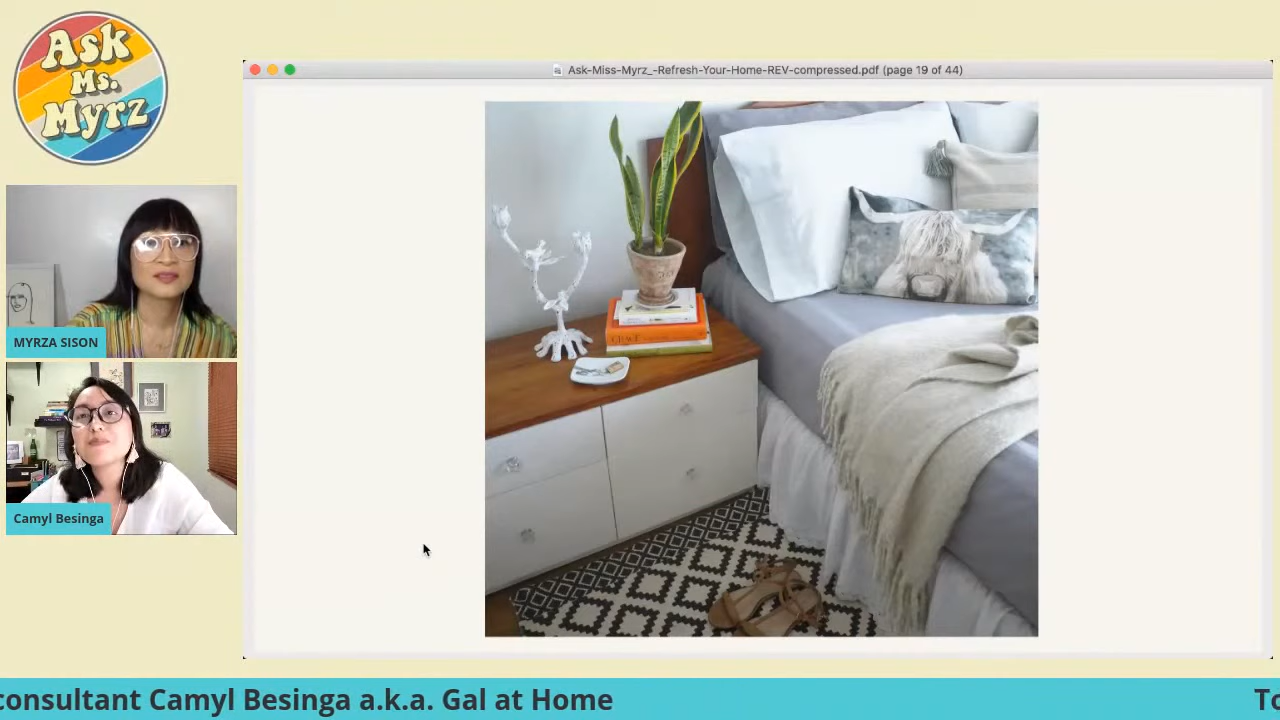 Ask
Ms.
Myrz
Ask-Miss-Myrz_-Refresh-Your-Home-REV-compressed.pdf (page 19 of 44)
MYRZA SISON
Camyl Besinga
GRACE
consultant Camyl Besinga a.k.a. Gal at Home
To